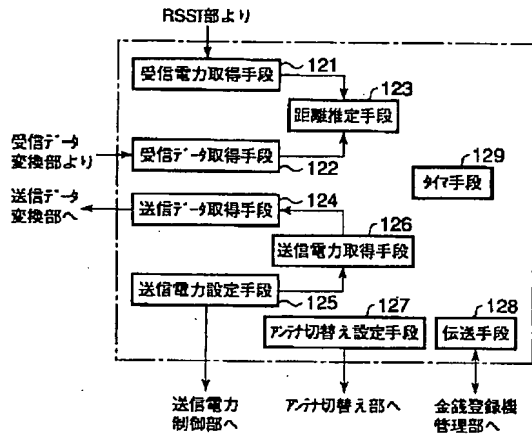 RSSI部より
受信電力取得手段
121
123
距離推定手段
受信データ
変換部より
受信データ取得手段
122
129
タイマ手段
送信データ
変換部へ
送信データ取得手段
124
126
送信電力取得手段
送信電力設定手段
125
127
アンテナ切替え設定手段
128
伝送手段
送信電力
制御部へ
アンテナ切替え部へ
金銭登録機
管理部へ